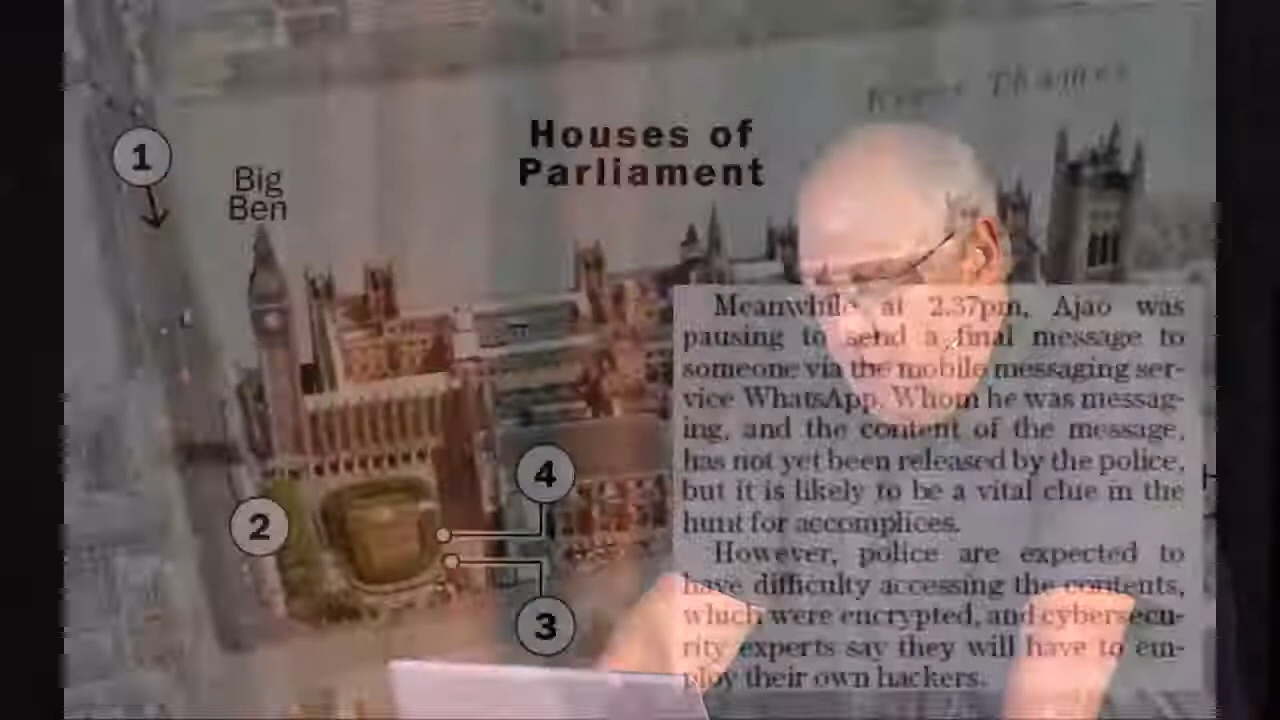 River Thames
Houses of
Parliament
1
Big
Ben
Meanwhile at 2.37pm, Ajao was
pausing to send a final message to
someone via the mobile messaging ser-
vice WhatsApp. Whom he was messag-
ing, and the content of the message,
has not yet been released by the police,
but it is likely to be a vital clue in the
hunt for accomplices.
However, police are expected to
have difficulty accessing the contents,
which were encrypted, and cybersecu-
rity experts say they will have to em-
ploy their own hackers.
4
2
3